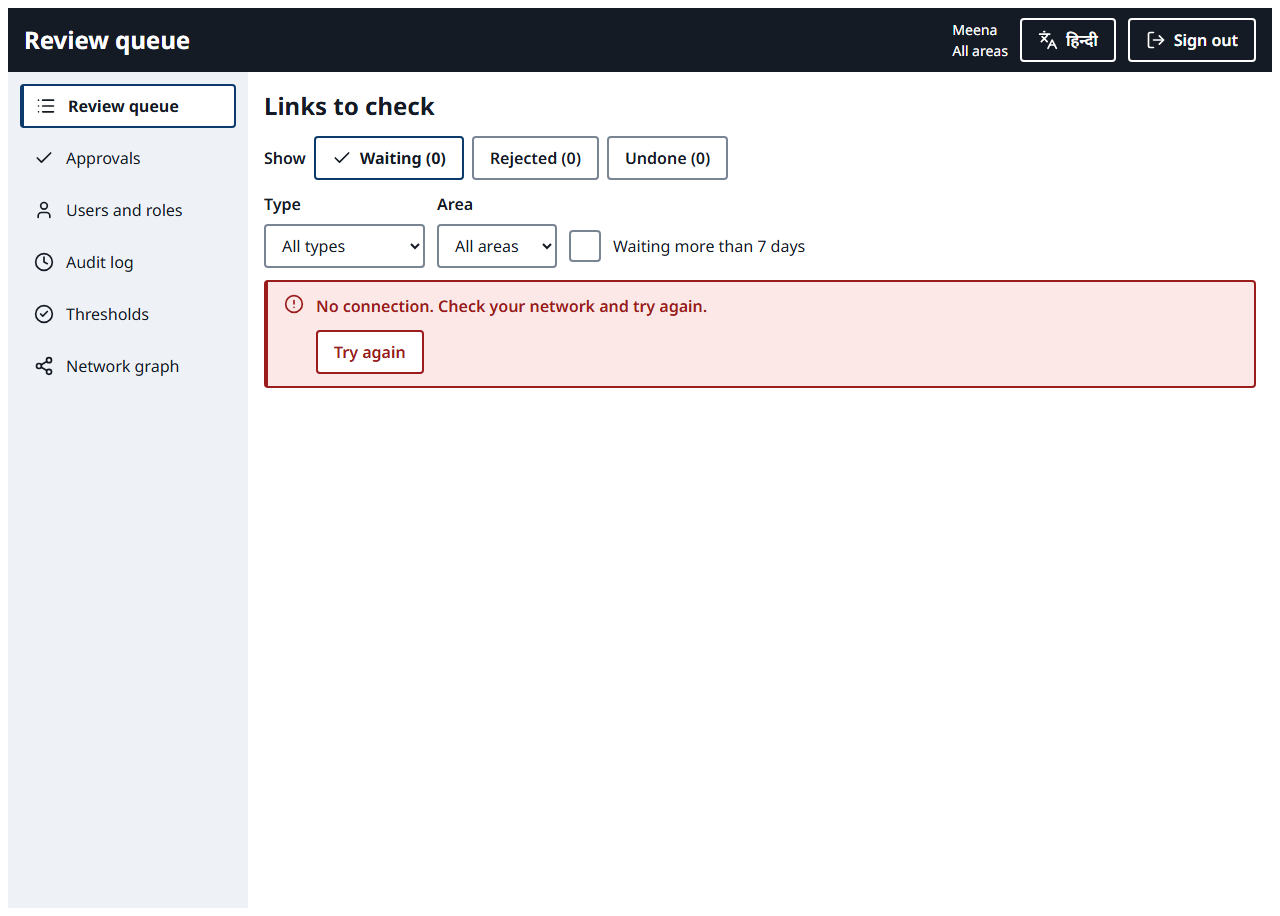 Review queue
Meena
All areas
हिन्दी
Sign out
Review queue
Approvals
Users and roles
Audit log
Thresholds
Network graph
Links to check
Show
Waiting (0)
Rejected (0)
Undone (0)
Type
Area
All types
All areas
Waiting more than 7 days
No connection. Check your network and try again.
Try again